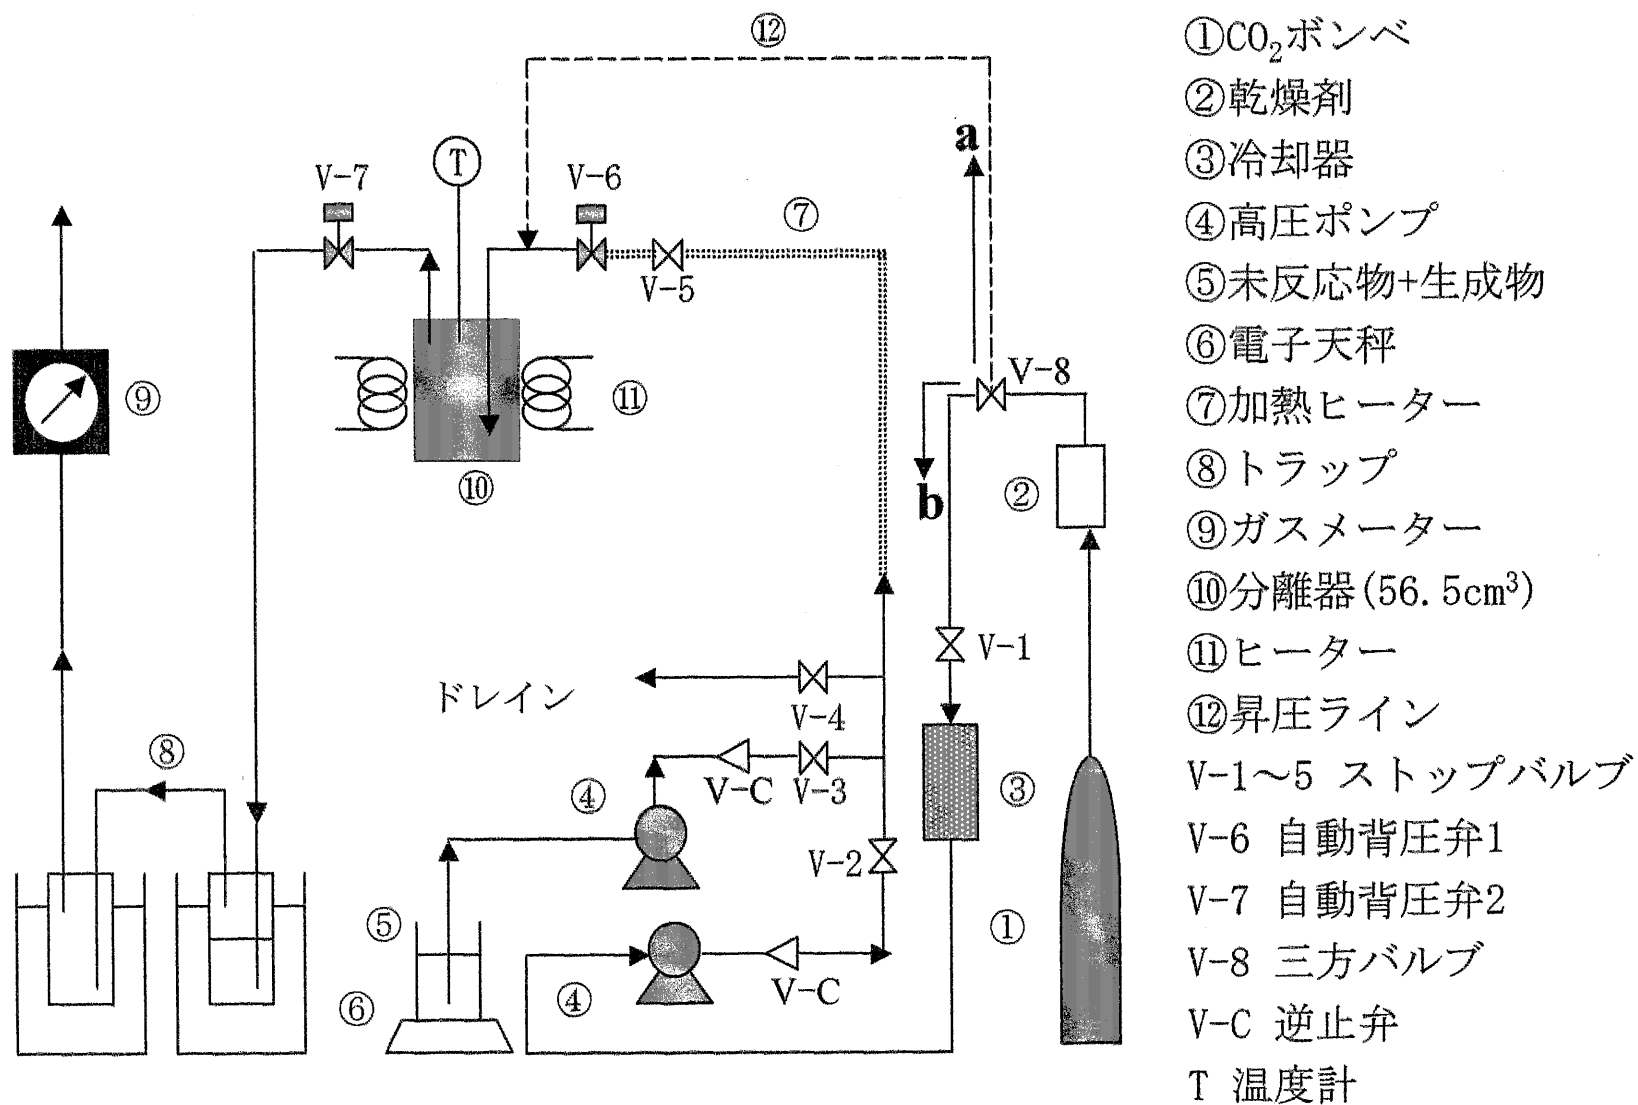 ⑫
①CO₂ボンベ
②乾燥剤
③冷却器
④高圧ポンプ
⑤未反応物+生成物
⑥電子天秤
⑦加熱ヒーター
⑧トラップ
⑨ガスメーター
⑩分離器(56.5cm³)
⑪ヒーター
⑫昇圧ライン
V-1～5 ストップバルブ
V-6 自動背圧弁1
V-7 自動背圧弁2
V-8 三方バルブ
V-C 逆止弁
T 温度計
a
T
V-7
V-6
⑦
V-5
V-8
⑨
⑪
⑩
b
②
V-1
ドレイン
V-4
⑧
④
V-C
V-3
③
V-2
⑤
①
⑥
④
V-C